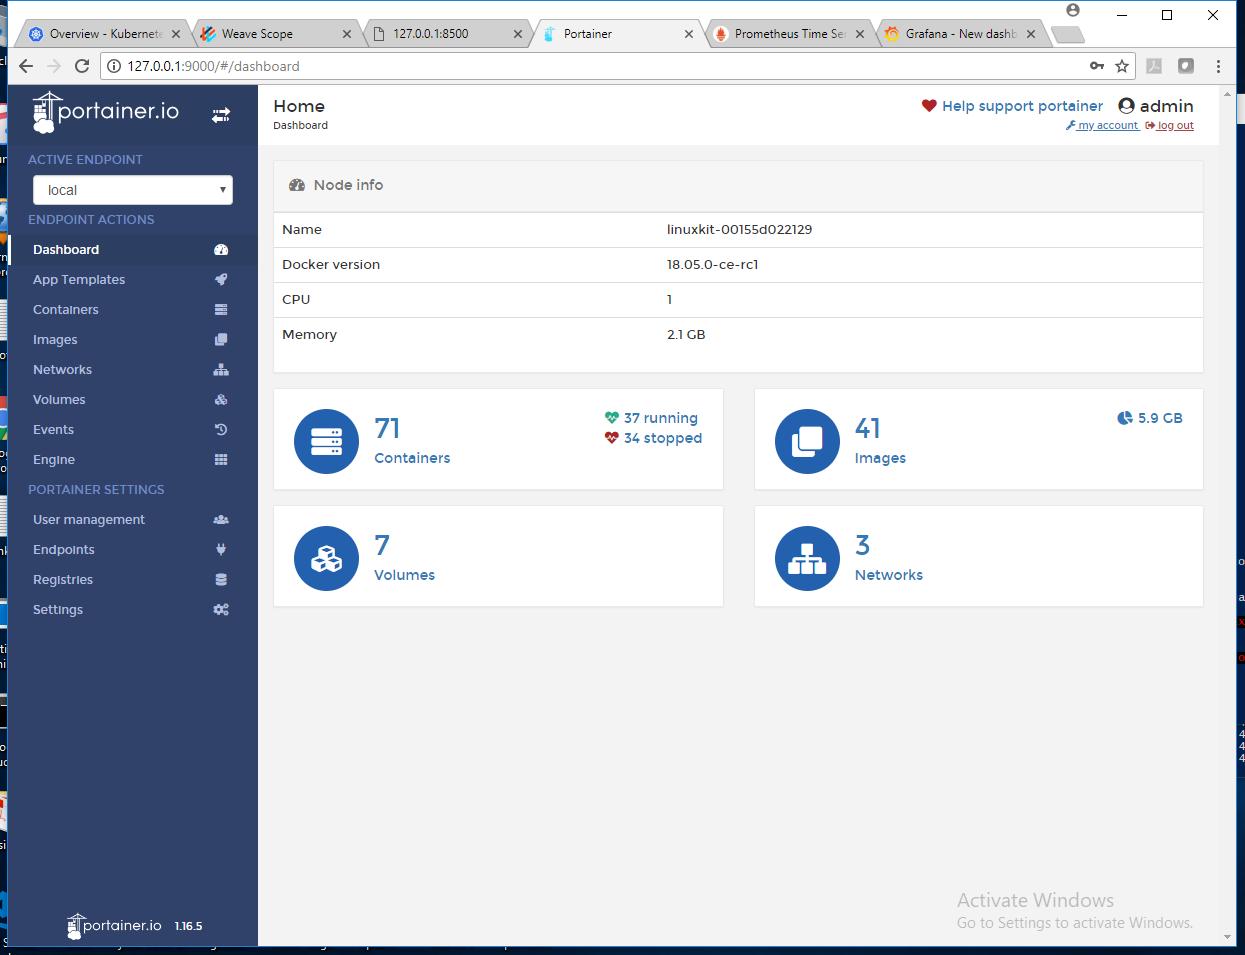 Overview - Kubernete
Weave Scope
127.0.0.1:8500
Portainer
Prometheus Time Ser
Grafana - New dashb
127.0.0.1:9000/#/dashboard
portainer.io
Home
Dashboard
Help support portainer
admin
my account
log out
ACTIVE ENDPOINT
local
ENDPOINT ACTIONS
Dashboard
App Templates
Containers
Images
Networks
Volumes
Events
Engine
PORTAINER SETTINGS
User management
Endpoints
Registries
Settings
Node info
Name linuxkit-00155d022129
Docker version 18.05.0-ce-rc1
CPU 1
Memory 2.1 GB
71
Containers
37 running
34 stopped
41
Images
5.9 GB
7
Volumes
3
Networks
portainer.io 1.16.5
Activate Windows
Go to Settings to activate Windows.